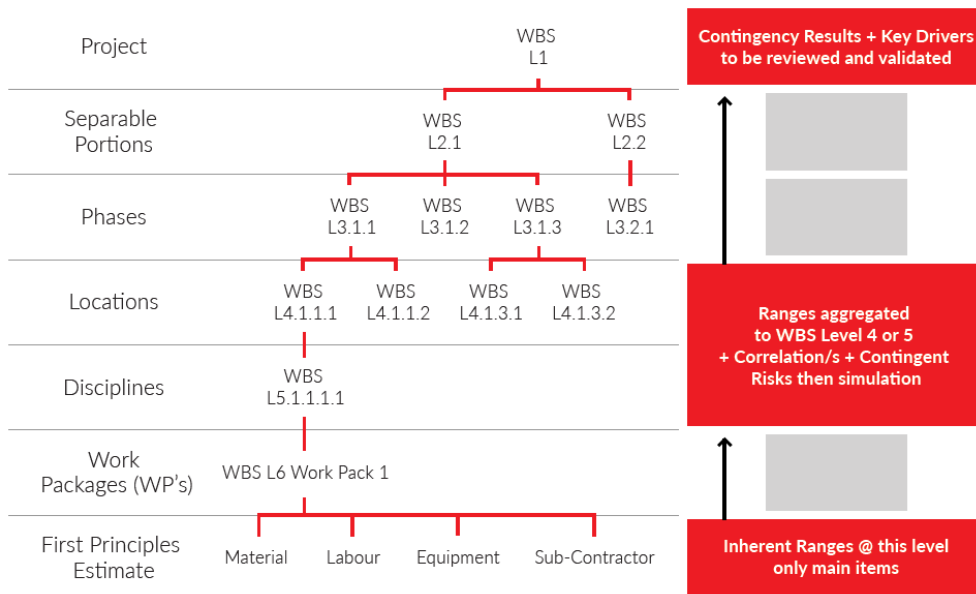 Project
WBS
L1
Contingency Results + Key Drivers
to be reviewed and validated
Separable
Portions
WBS
L2.1
WBS
L2.2
Phases
WBS
L3.1.1
WBS
L3.1.2
WBS
L3.1.3
WBS
L3.2.1
Locations
WBS
L4.1.1.1
WBS
L4.1.1.2
WBS
L4.1.3.1
WBS
L4.1.3.2
Ranges aggregated
to WBS Level 4 or 5
+ Correlation/s + Contingent
Risks then simulation
Disciplines
WBS
L5.1.1.1.1
Work
Packages (WP's)
WBS L6 Work Pack 1
First Principles
Estimate
Material
Labour
Equipment
Sub-Contractor
Inherent Ranges @ this level
only main items